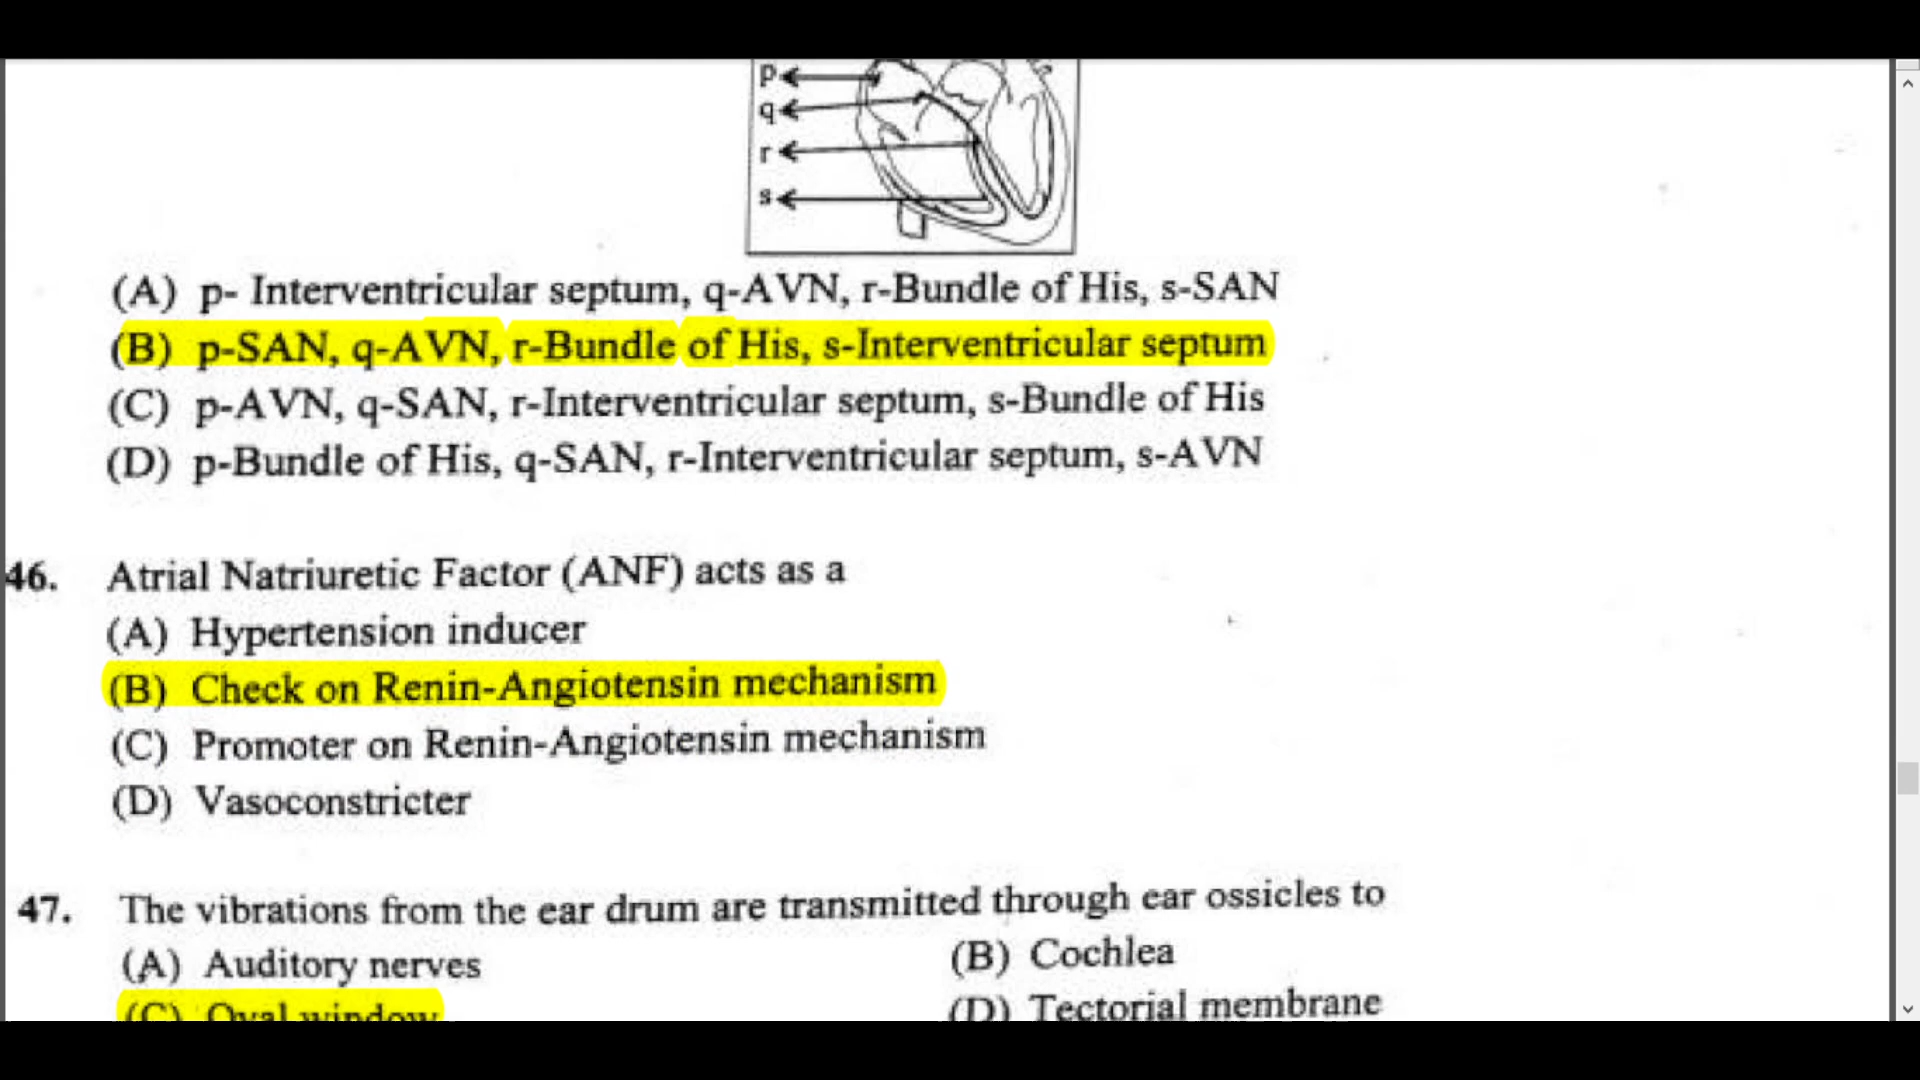 p
q
r
s
(A) p- Interventricular septum, q-AVN, r-Bundle of His, s-SAN
(B) p-SAN, q-AVN, r-Bundle of His, s-Interventricular septum
(C) p-AVN, q-SAN, r-Interventricular septum, s-Bundle of His
(D) p-Bundle of His, q-SAN, r-Interventricular septum, s-AVN
46. Atrial Natriuretic Factor (ANF) acts as a
(A) Hypertension inducer
(B) Check on Renin-Angiotensin mechanism
(C) Promoter on Renin-Angiotensin mechanism
(D) Vasoconstricter
47. The vibrations from the ear drum are transmitted through ear ossicles to
(A) Auditory nerves (B) Cochlea
(C) Oval window (D) Tectorial membrane